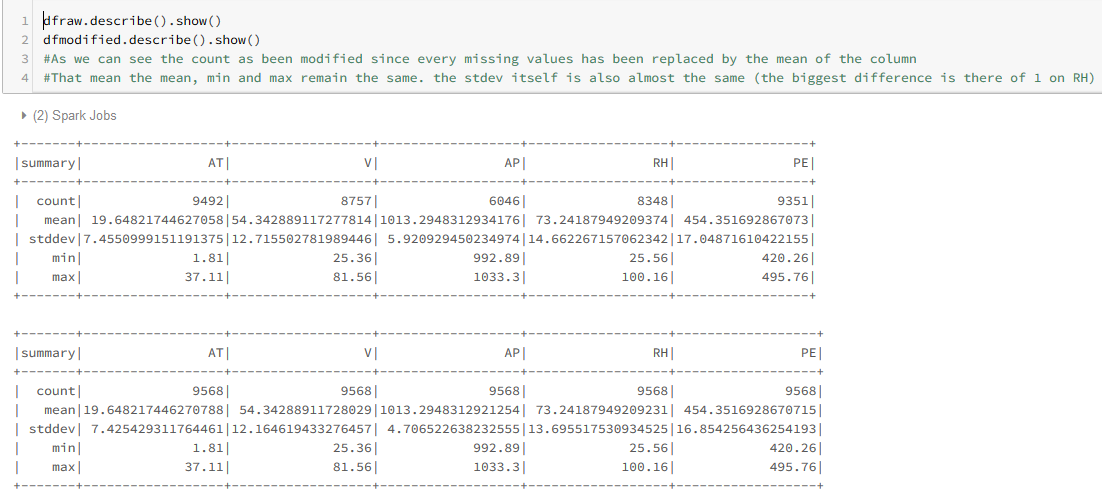 1 dfraw.describe().show()
2 dfmodified.describe().show()
3 #As we can see the count as been modified since every missing values has been replaced by the mean of the column
4 #That mean the mean, min and max remain the same. the stdev itself is also almost the same (the biggest difference is there of 1 on RH)
(2) Spark Jobs
+-------+------------------+------------------+------------------+------------------+-----------------+
|summary|                AT|                 V|                AP|                RH|               PE|
+-------+------------------+------------------+------------------+------------------+-----------------+
|  count|              9492|              8757|              6046|              8348|             9351|
|   mean| 19.64821744627058|54.342889117277814|1013.2948312934176| 73.24187949209374| 454.351692867073|
| stddev|7.4550999151191375|12.715502781989446| 5.920929450234974|14.662267157062342|17.04871610422155|
|    min|              1.81|             25.36|            992.89|             25.56|           420.26|
|    max|             37.11|             81.56|            1033.3|            100.16|           495.76|
+-------+------------------+------------------+------------------+------------------+-----------------+
+-------+------------------+------------------+------------------+------------------+------------------+
|summary|                AT|                 V|                AP|                RH|                PE|
+-------+------------------+------------------+------------------+------------------+------------------+
|  count|              9568|              9568|              9568|              9568|              9568|
|   mean|19.648217446270788| 54.34288911728029|1013.2948312921254| 73.24187949209231| 454.3516928670715|
| stddev| 7.425429311764461|12.164619433276457| 4.706522638232555|13.695517530934525|16.854256436254193|
|    min|              1.81|             25.36|            992.89|             25.56|            420.26|
|    max|             37.11|             81.56|            1033.3|            100.16|            495.76|
+-------+------------------+------------------+------------------+------------------+------------------+